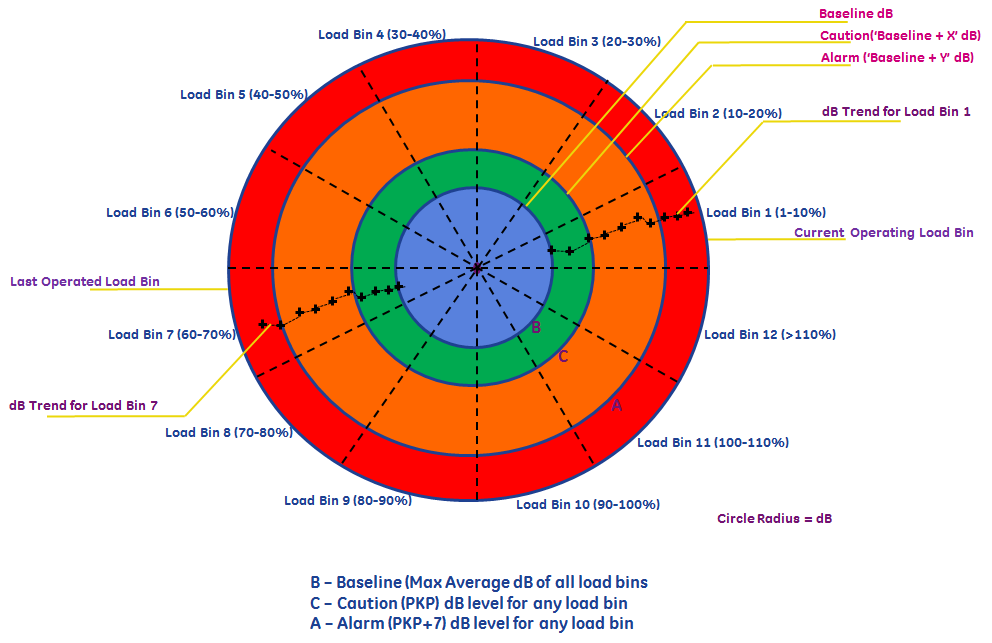 Baseline dB
Load Bin 4 (30-40%)
Load Bin 3 (20-30%)
Caution(‘Baseline + X’ dB)
Alarm (‘Baseline + Y’ dB)
Load Bin 5 (40-50%)
Load Bin 2 (10-20%)
dB Trend for Load Bin 1
Load Bin 6 (50-60%)
Load Bin 1 (1-10%)
Current Operating Load Bin
Last Operated Load Bin
Load Bin 7 (60-70%)
B
Load Bin 12 (>110%)
C
dB Trend for Load Bin 7
A
Load Bin 8 (70-80%)
Load Bin 11 (100-110%)
Load Bin 9 (80-90%)
Load Bin 10 (90-100%)
Circle Radius = dB
B – Baseline (Max Average dB of all load bins
C – Caution (PKP) dB level for any load bin
A – Alarm (PKP+7) dB level for any load bin